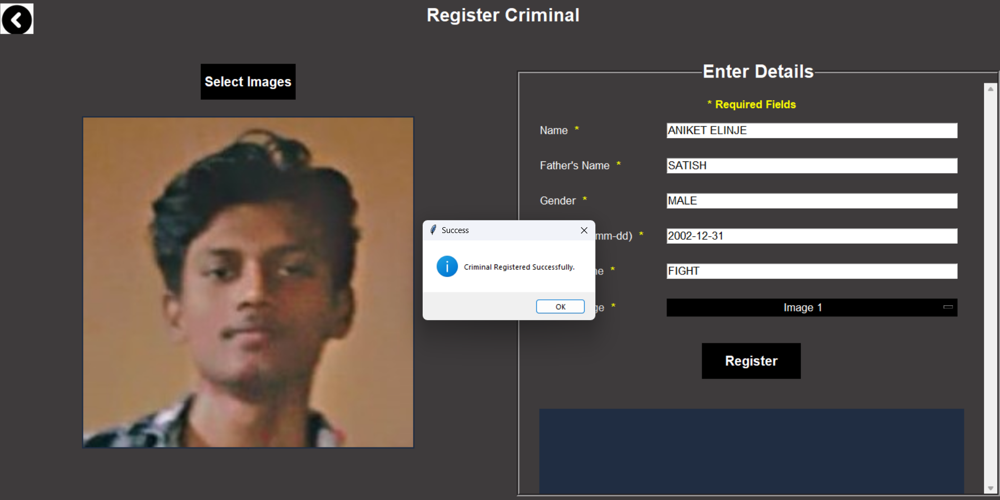 Register Criminal
Select Images
Enter Details
* Required Fields
Name *
ANIKET ELINJE
Father's Name *
SATISH
Gender *
MALE
mm-dd) *
2002-12-31
*
FIGHT
*
Image 1
Register
Success
Criminal Registered Successfully.
OK